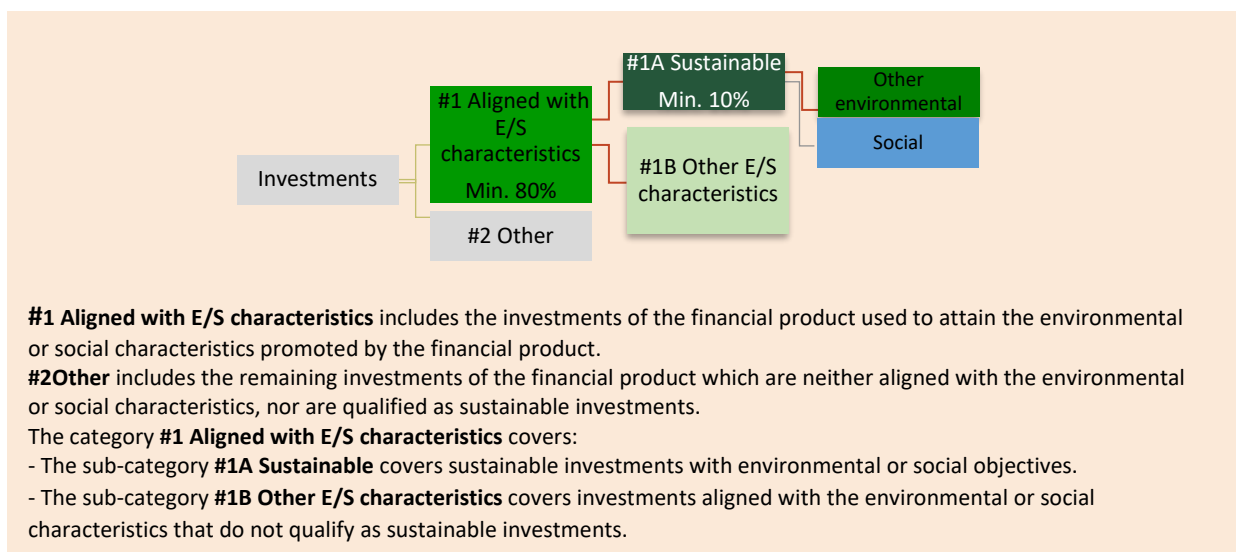 #1A Sustainable
Min. 10%
Other
environmental
#1 Aligned with
E/S
characteristics
Min. 80%
Social
#1B Other E/S
characteristics
Investments
#2 Other
#1 Aligned with E/S characteristics includes the investments of the financial product used to attain the environmental
or social characteristics promoted by the financial product.
#2Other includes the remaining investments of the financial product which are neither aligned with the environmental
or social characteristics, nor are qualified as sustainable investments.
The category #1 Aligned with E/S characteristics covers:
- The sub-category #1A Sustainable covers sustainable investments with environmental or social objectives.
- The sub-category #1B Other E/S characteristics covers investments aligned with the environmental or social
characteristics that do not qualify as sustainable investments.